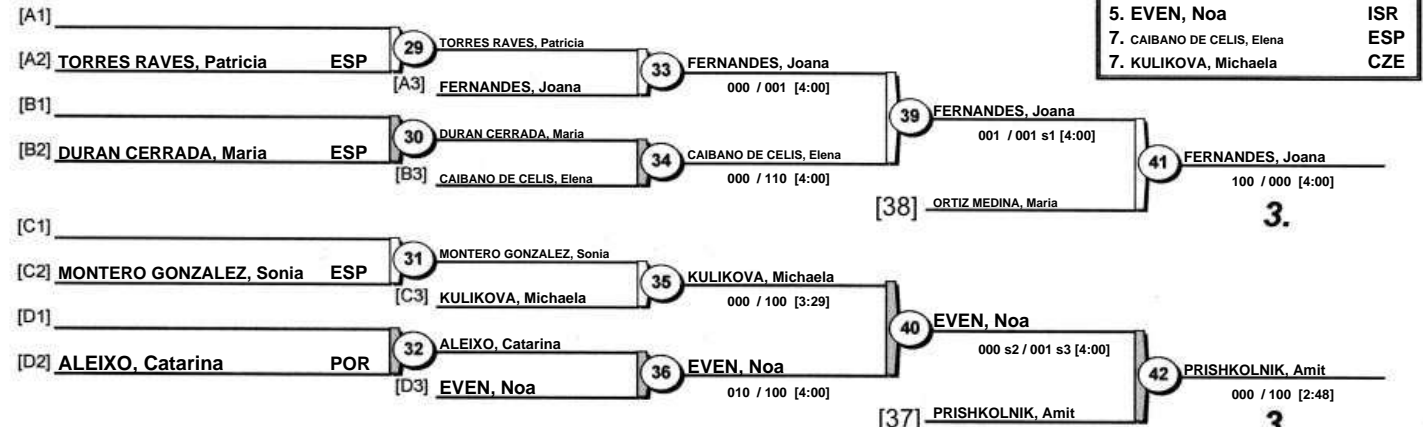 5. EVEN, Noa ISR
7. CAIBANO DE CELIS, Elena ESP
7. KULIKOVA, Michaela CZE
[A1]
[A2] TORRES RAVES, Patricia ESP
29
TORRES RAVES, Patricia
[A3] FERNANDES, Joana
33
FERNANDES, Joana
000 / 001 [4:00]
[B1]
[B2] DURAN CERRADA, Maria ESP
30
DURAN CERRADA, Maria
[B3] CAIBANO DE CELIS, Elena
34
CAIBANO DE CELIS, Elena
000 / 110 [4:00]
39
FERNANDES, Joana
001 / 001 s1 [4:00]
[38] ORTIZ MEDINA, Maria
41
FERNANDES, Joana
100 / 000 [4:00]
3.
[C1]
[C2] MONTERO GONZALEZ, Sonia ESP
31
MONTERO GONZALEZ, Sonia
[C3] KULIKOVA, Michaela
35
KULIKOVA, Michaela
000 / 100 [3:29]
[D1]
[D2] ALEIXO, Catarina POR
32
ALEIXO, Catarina
[D3] EVEN, Noa
36
EVEN, Noa
010 / 100 [4:00]
40
EVEN, Noa
000 s2 / 001 s3 [4:00]
[37] PRISHKOLNIK, Amit
42
PRISHKOLNIK, Amit
000 / 100 [2:48]
3